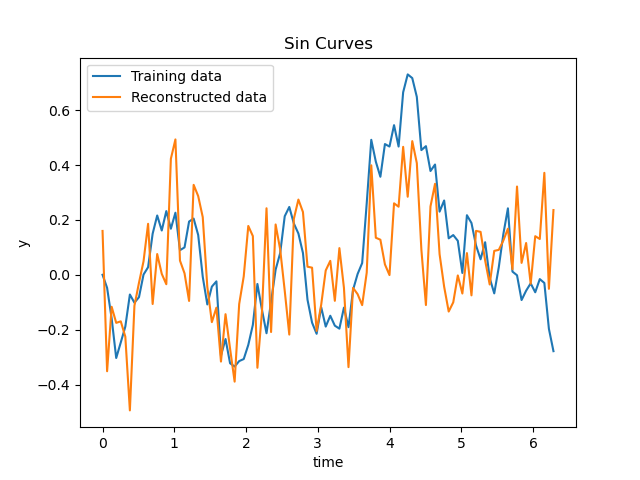 Sin Curves
Training data
Reconstructed data
y
0.6
0.4
0.2
0.0
−0.2
−0.4
0 1 2 3 4 5 6
time